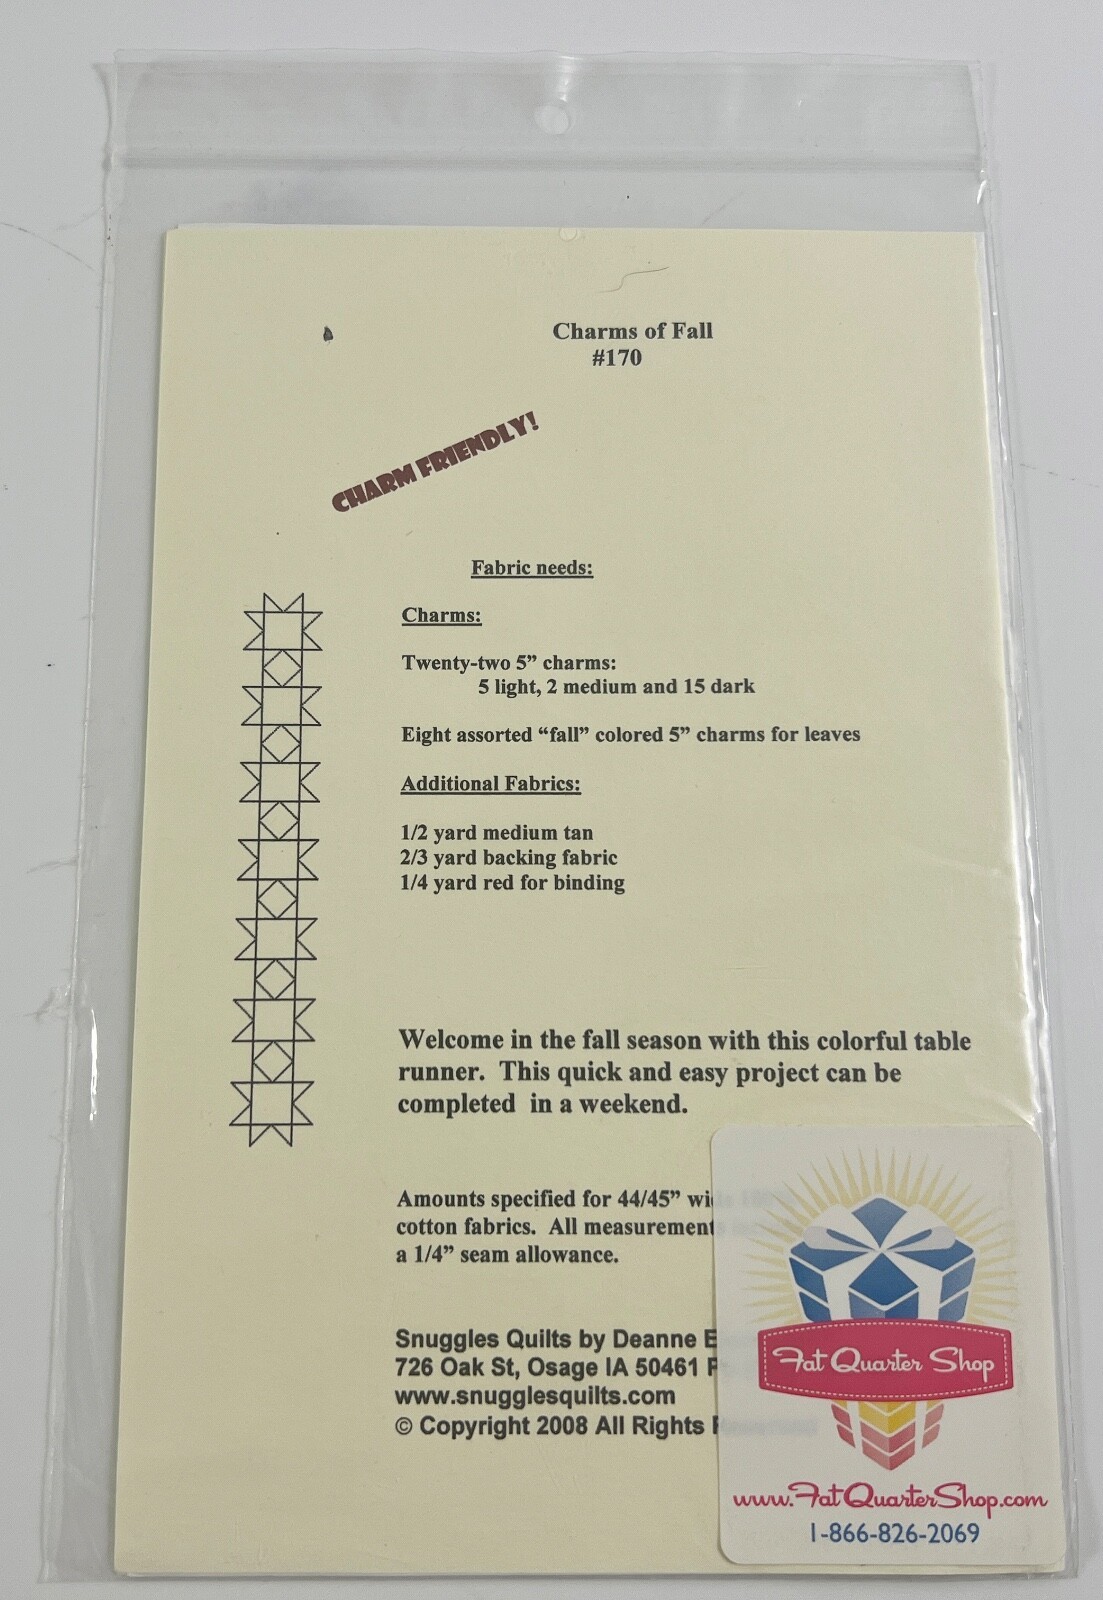 Charms of Fall
#170
CHARM FRIENDLY!
Fabric needs:
Charms:
Twenty-two 5” charms:
5 light, 2 medium and 15 dark
Eight assorted “fall” colored 5” charms for leaves
Additional Fabrics:
1/2 yard medium tan
2/3 yard backing fabric
1/4 yard red for binding
Welcome in the fall season with this colorful table
runner. This quick and easy project can be
completed in a weekend.
Amounts specified for 44/45”
cotton fabrics. All measurements
a 1/4” seam allowance.
Snuggles Quilts by Deanne
726 Oak St, Osage IA 50461
www.snugglesquilts.com
© Copyright 2008 All Rights
Fat Quarter Shop
www.FatQuarterShop.com
1-866-826-2069